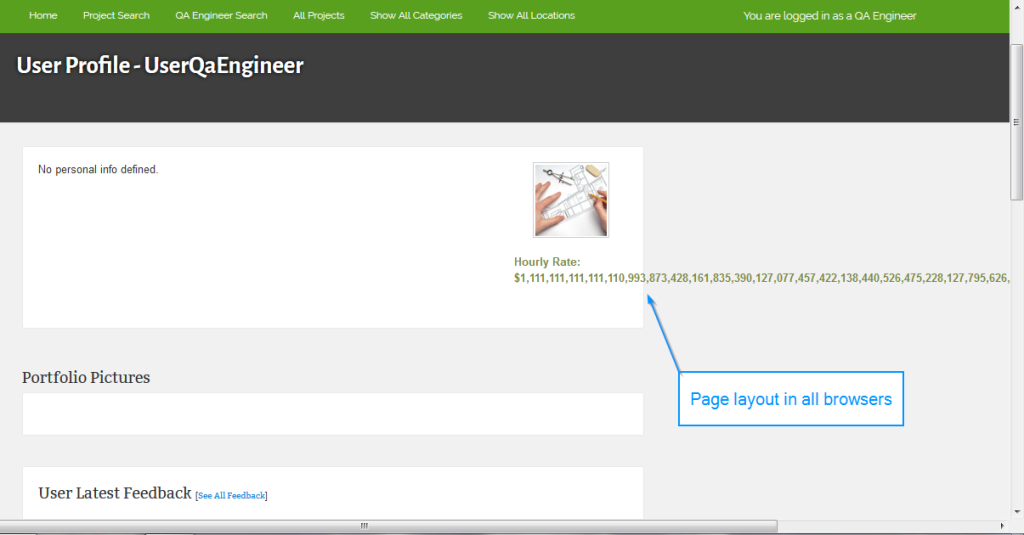 Home Project Search QA Engineer Search All Projects Show All Categories Show All Locations You are logged in as a QA Engineer
User Profile - UserQaEngineer
No personal info defined.
Hourly Rate:
$1,111,111,111,111,110,993,873,428,161,835,390,127,077,457,422,138,440,526,475,228,127,795,626,
Portfolio Pictures
Page layout in all browsers
User Latest Feedback [See All Feedback]